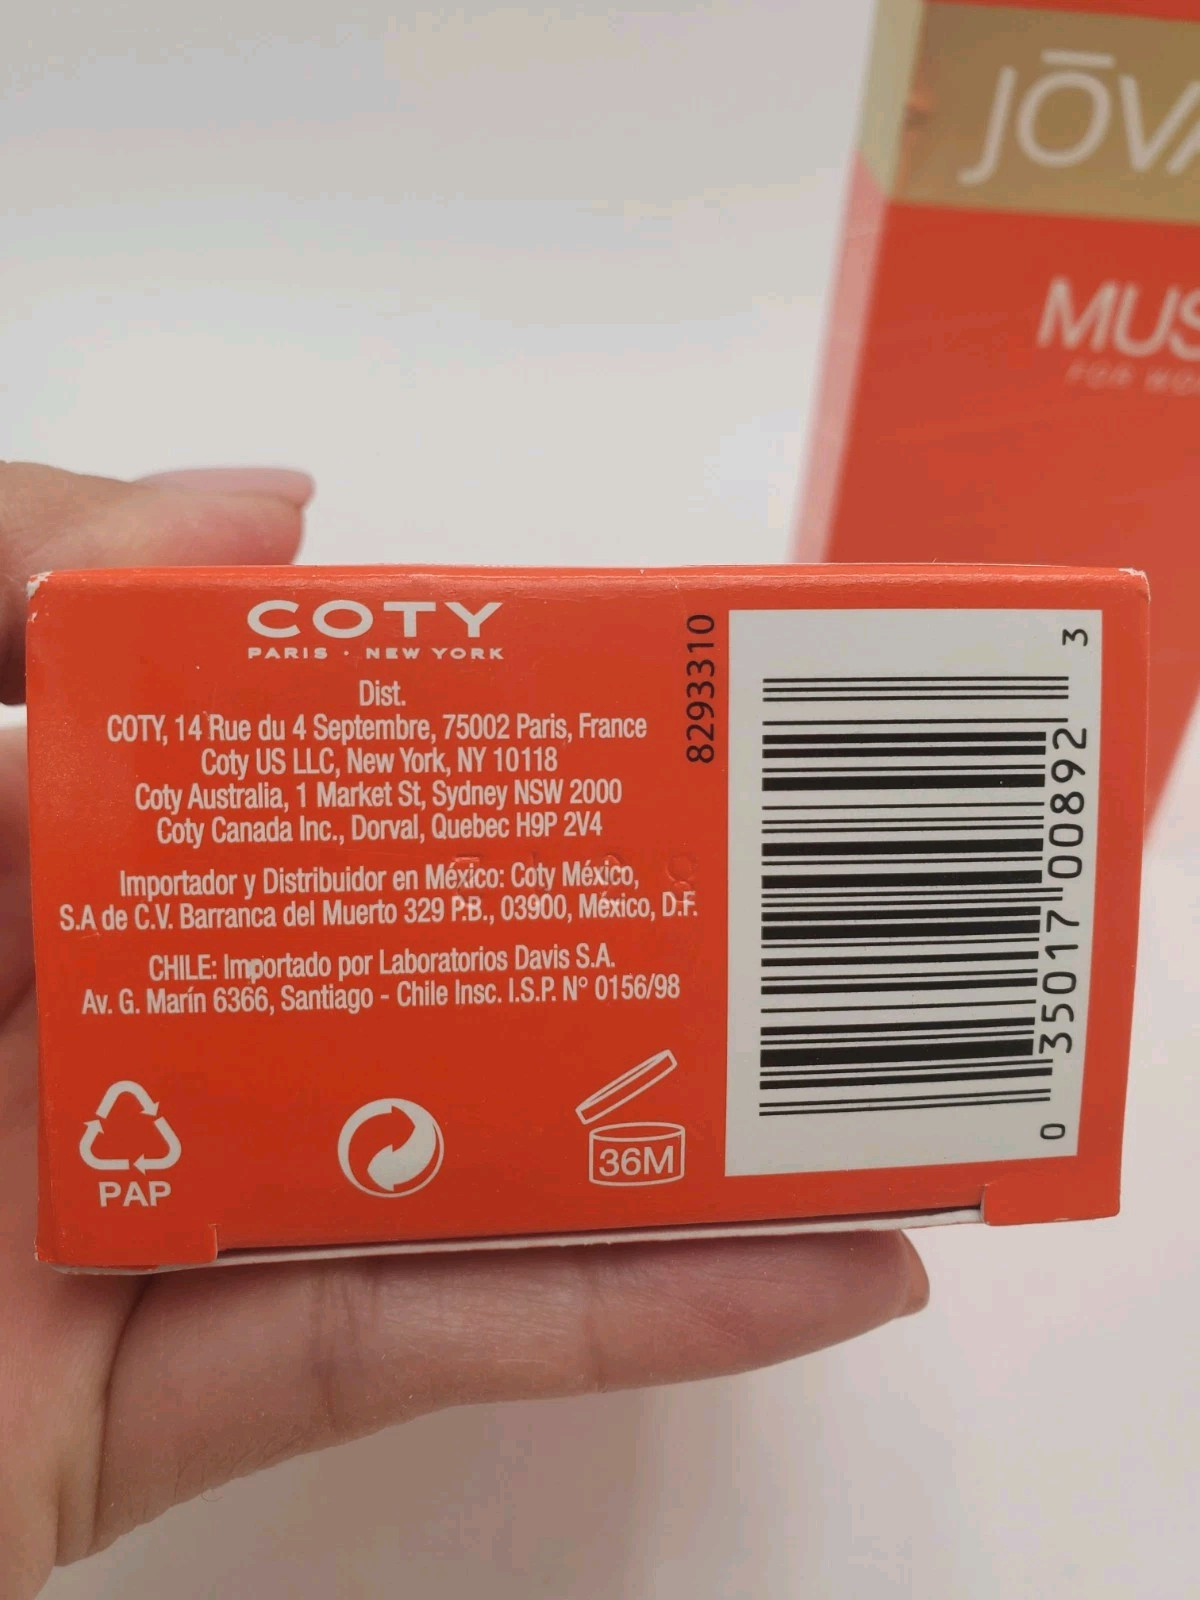 JŌVA
MUS
FOR WO
COTY
PARIS · NEW YORK
Dist.
COTY, 14 Rue du 4 Septembre, 75002 Paris, France
Coty US LLC, New York, NY 10118
Coty Australia, 1 Market St, Sydney NSW 2000
Coty Canada Inc., Dorval, Quebec H9P 2V4
Importador y Distribuidor en México: Coty México,
S.A de C.V. Barranca del Muerto 329 P.B., 03900, México, D.F.
CHILE: Importado por Laboratorios Davis S.A.
Av. G. Marín 6366, Santiago - Chile Insc. I.S.P. N° 0156/98
PAP
36M
8293310
0 35017 00892 3